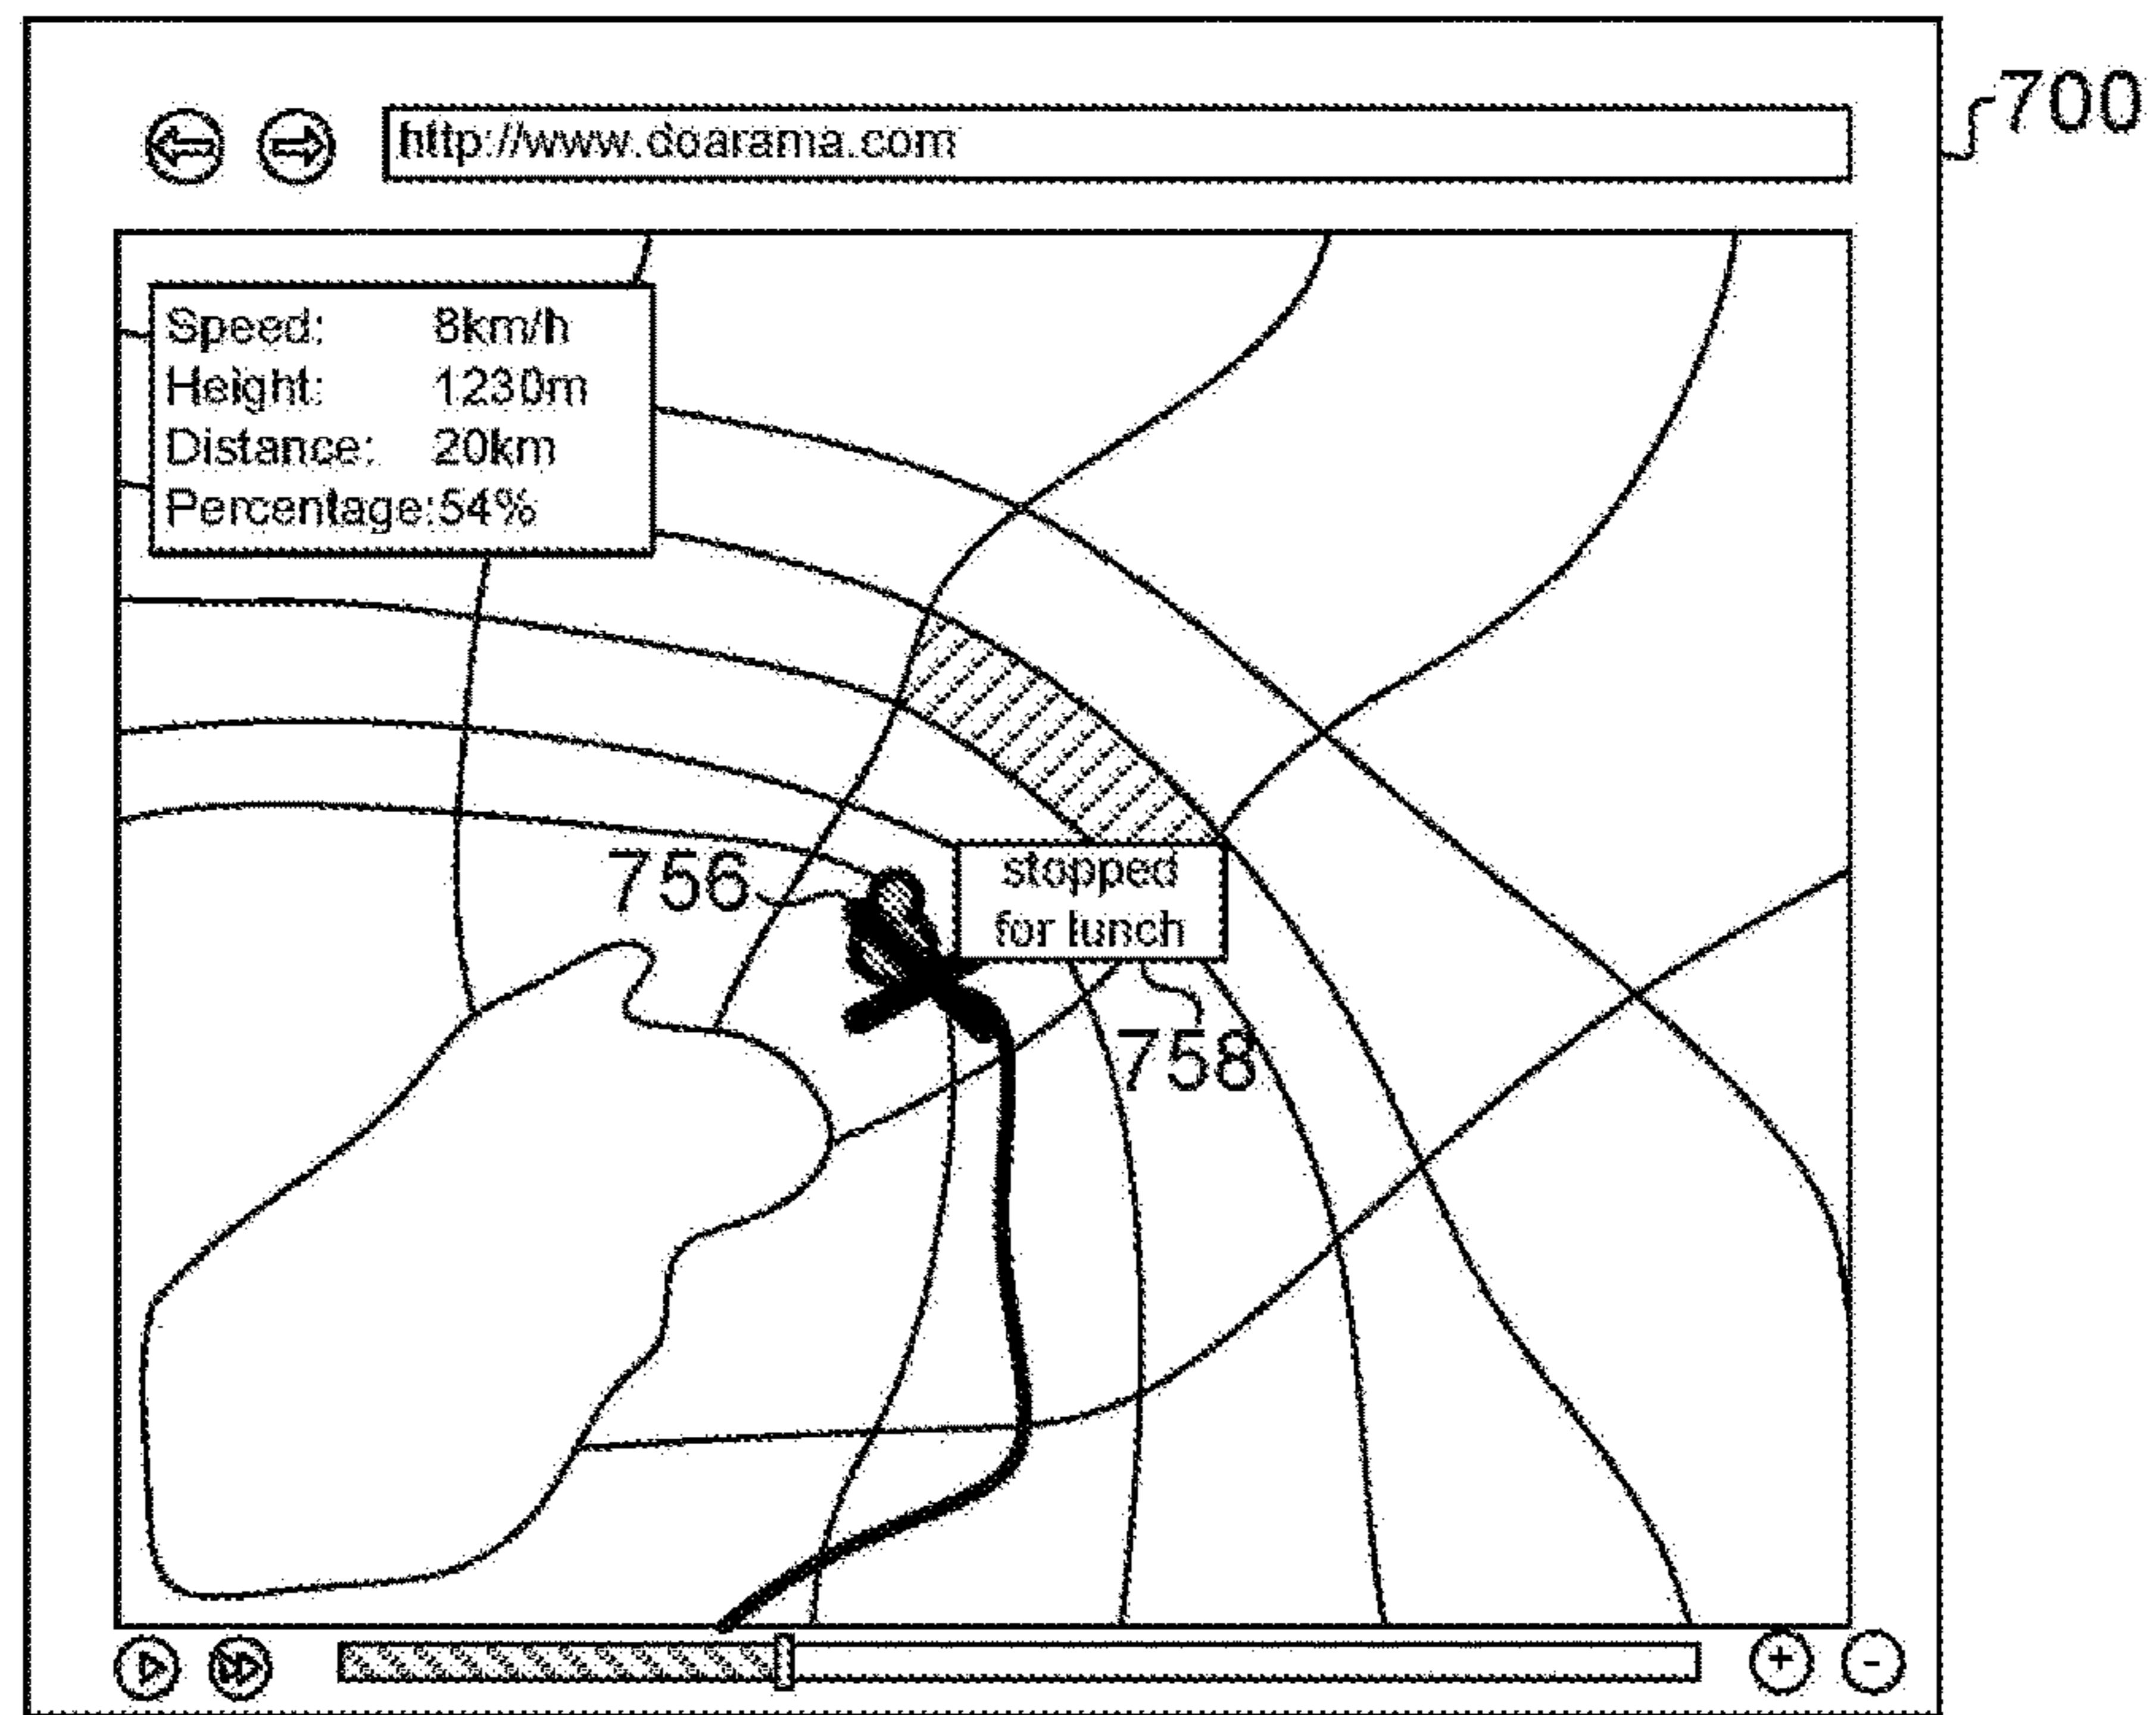 700
http://www.doarama.com
Speed: 8km/h
Height: 1230m
Distance: 20km
Percentage:54%
756
stopped
for lunch
758
+
-